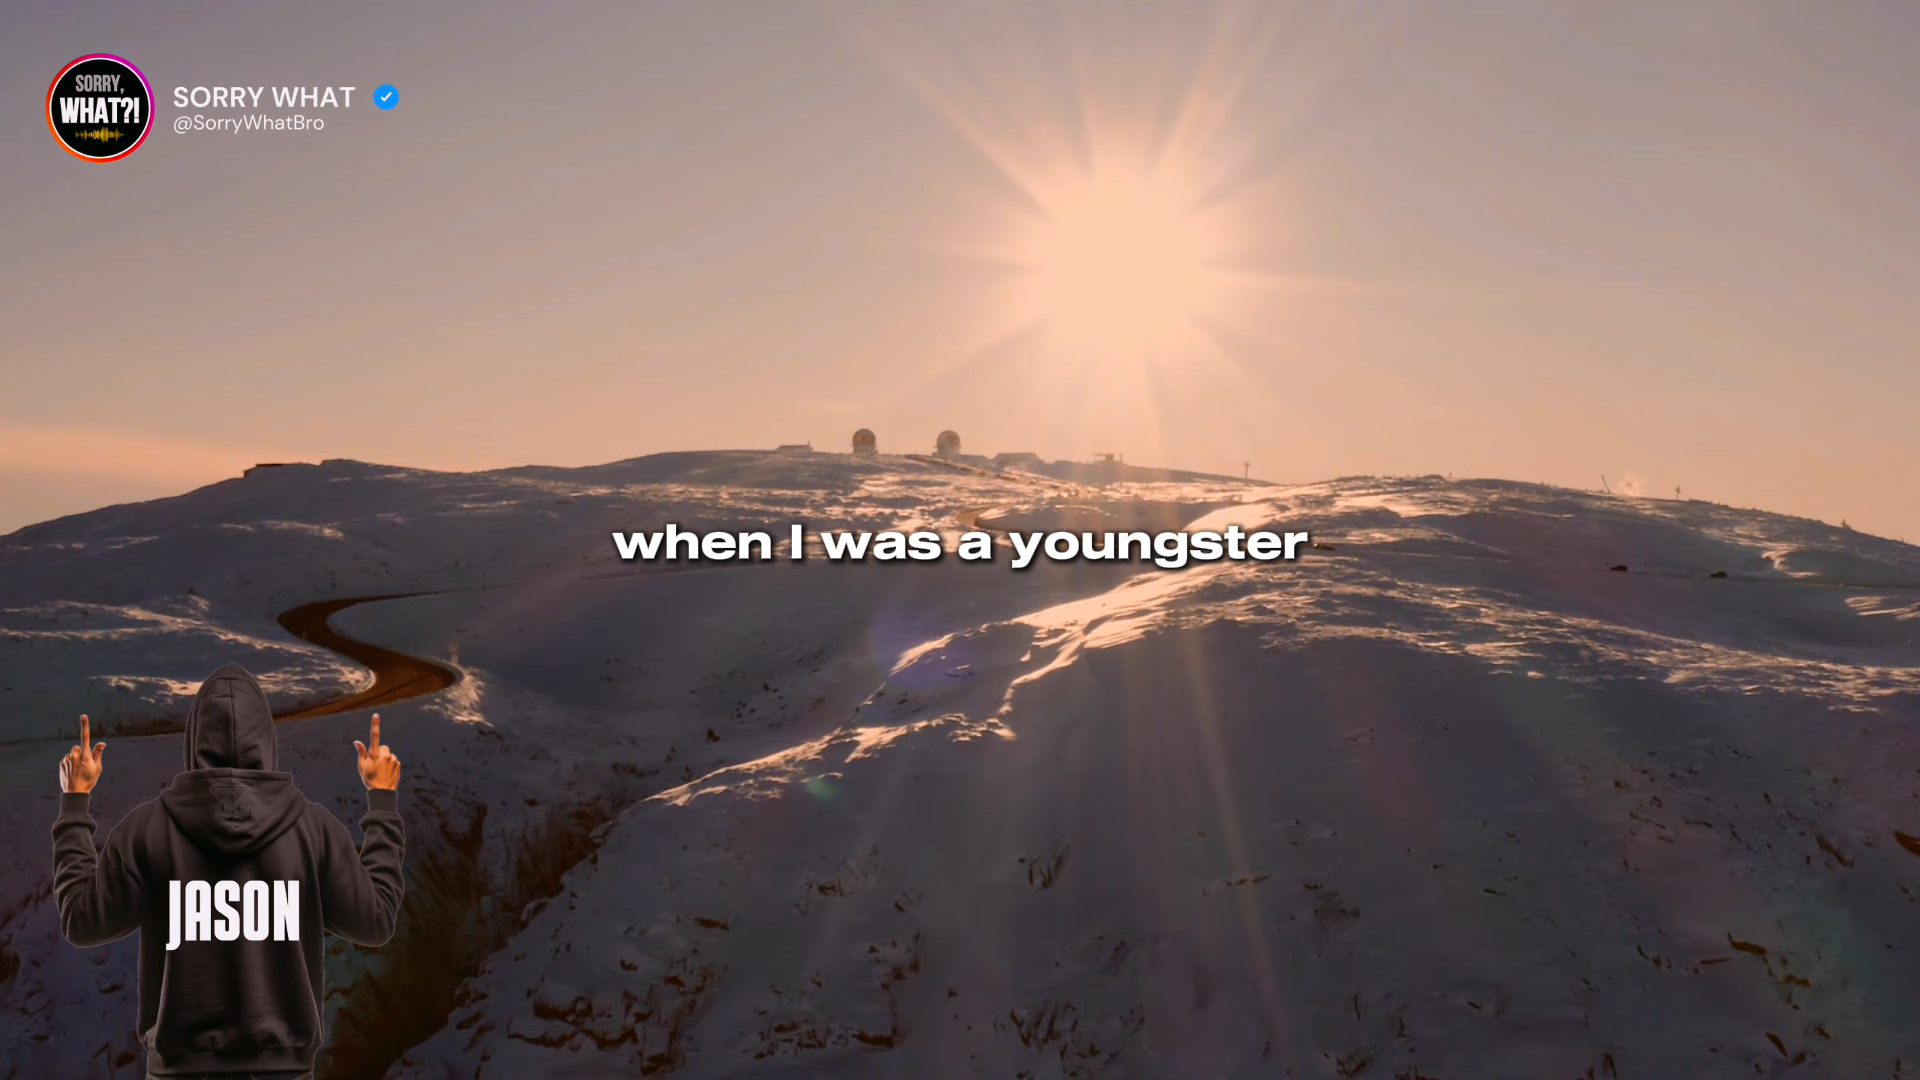 SORRY,
WHAT?!
SORRY WHAT
@SorryWhatBro
when I was a youngster
JASON